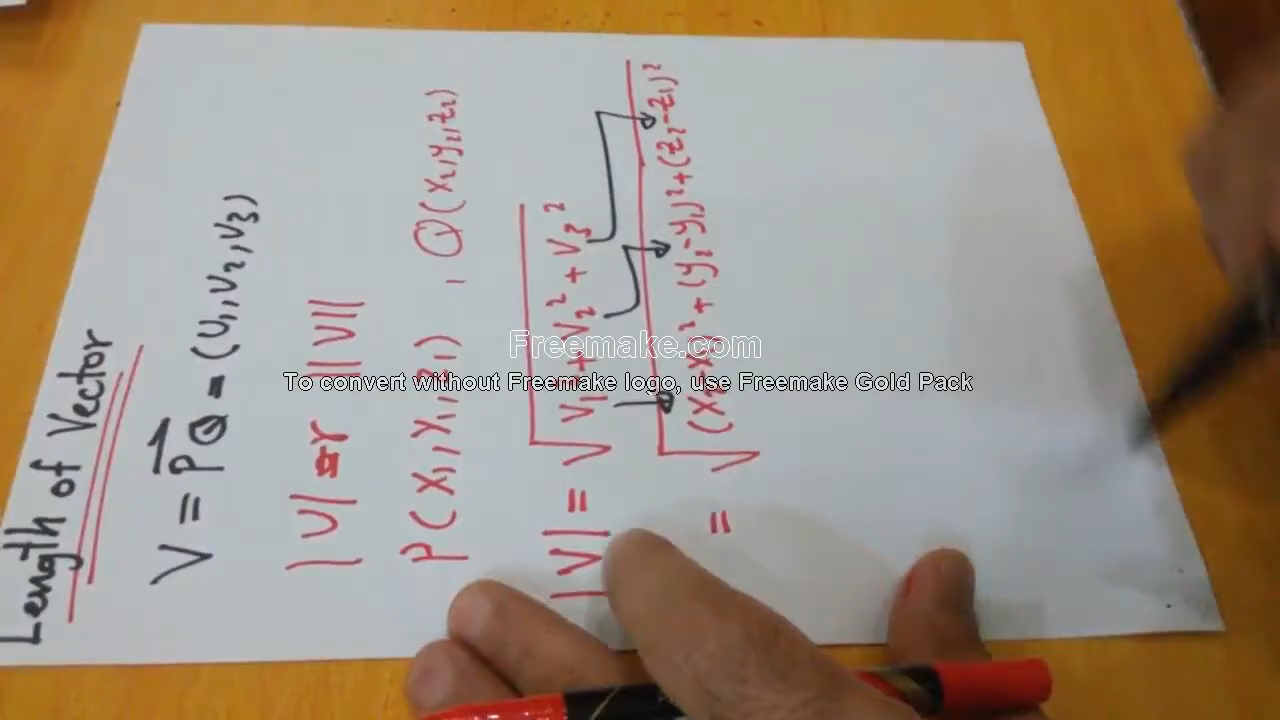 Length of Vector
V = PQ = (V1, V2, V3)
|V| or ||V||
P(x1, y1, z1) , Q(x2, y2, z2)
|V| = √V1² + V2² + V3²
= √(x2-x1)² + (y2-y1)² + (z2-z1)²
Freemake.com
To convert without Freemake logo, use Freemake Gold Pack